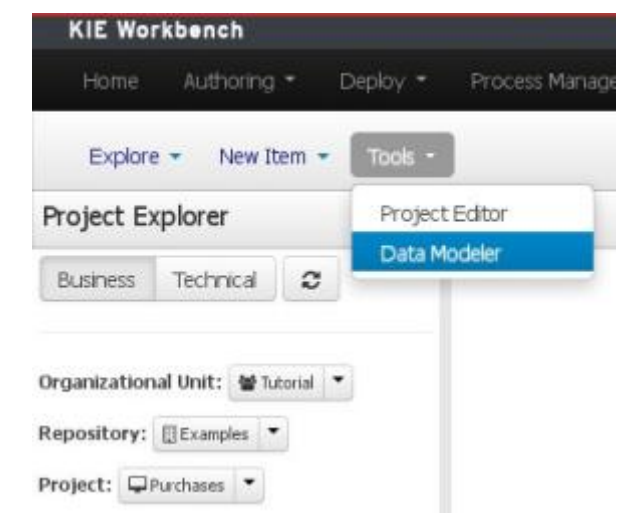 KIE Workbench
Home Authoring Deploy Process Manage
Explore New Item Tools
Project Explorer
Project Editor
Data Modeler
Business Technical
Organizational Unit: Tutorial
Repository: Examples
Project: Purchases